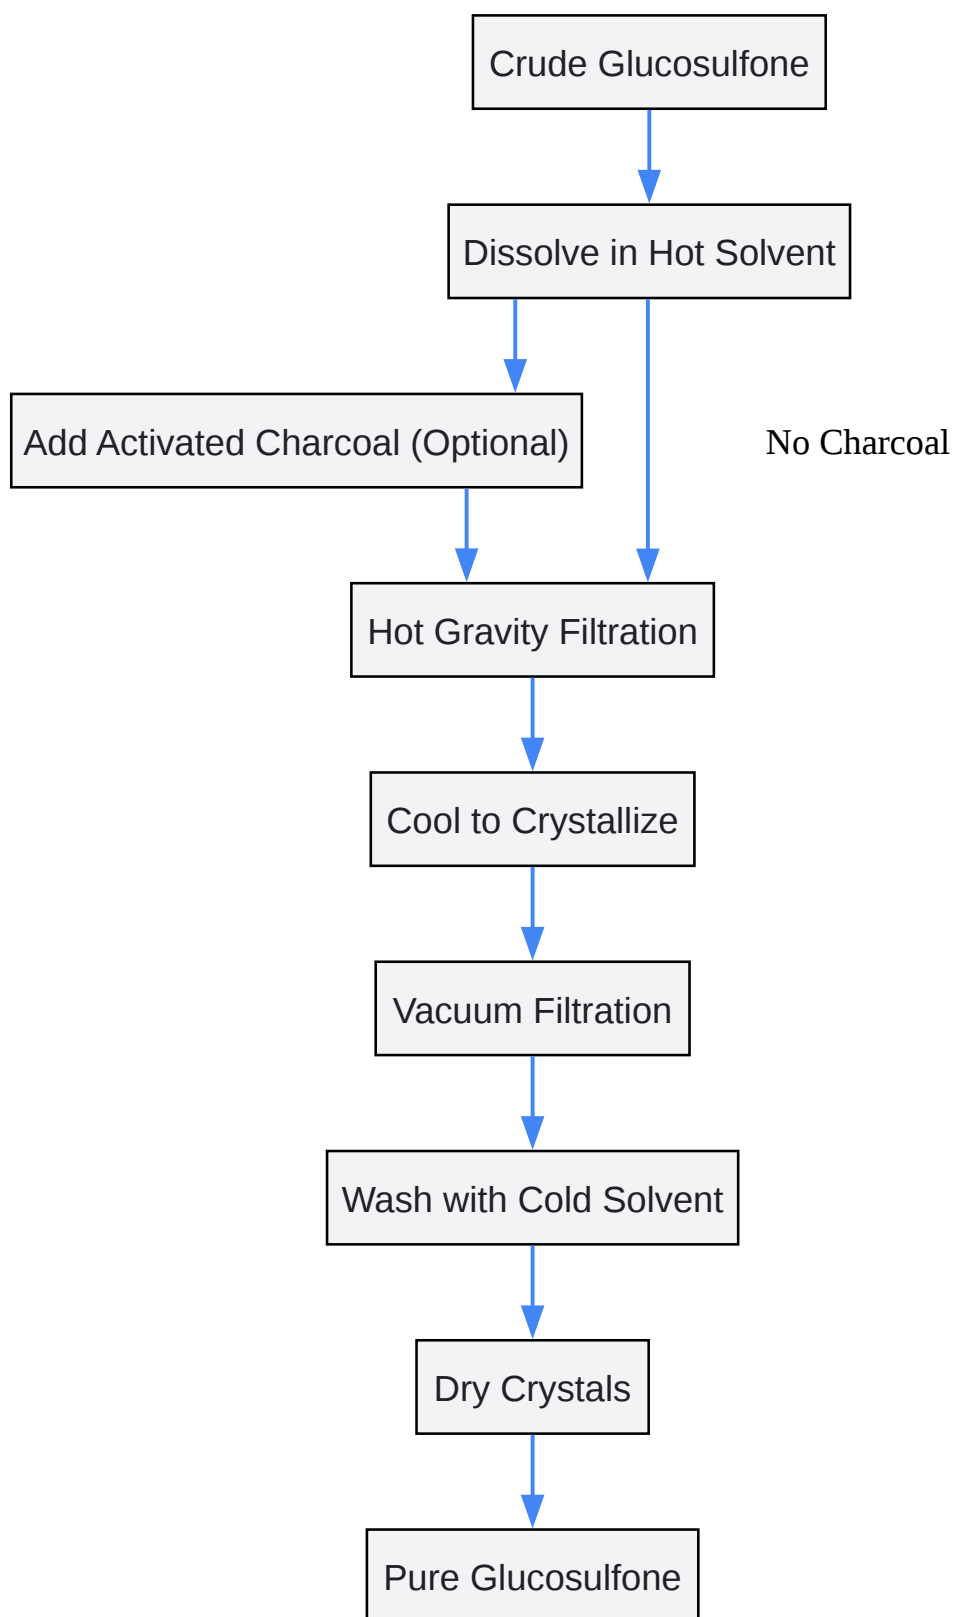 Crude Glucosulfone
Dissolve in Hot Solvent
Add Activated Charcoal (Optional)
No Charcoal
Hot Gravity Filtration
Cool to Crystallize
Vacuum Filtration
Wash with Cold Solvent
Dry Crystals
Pure Glucosulfone